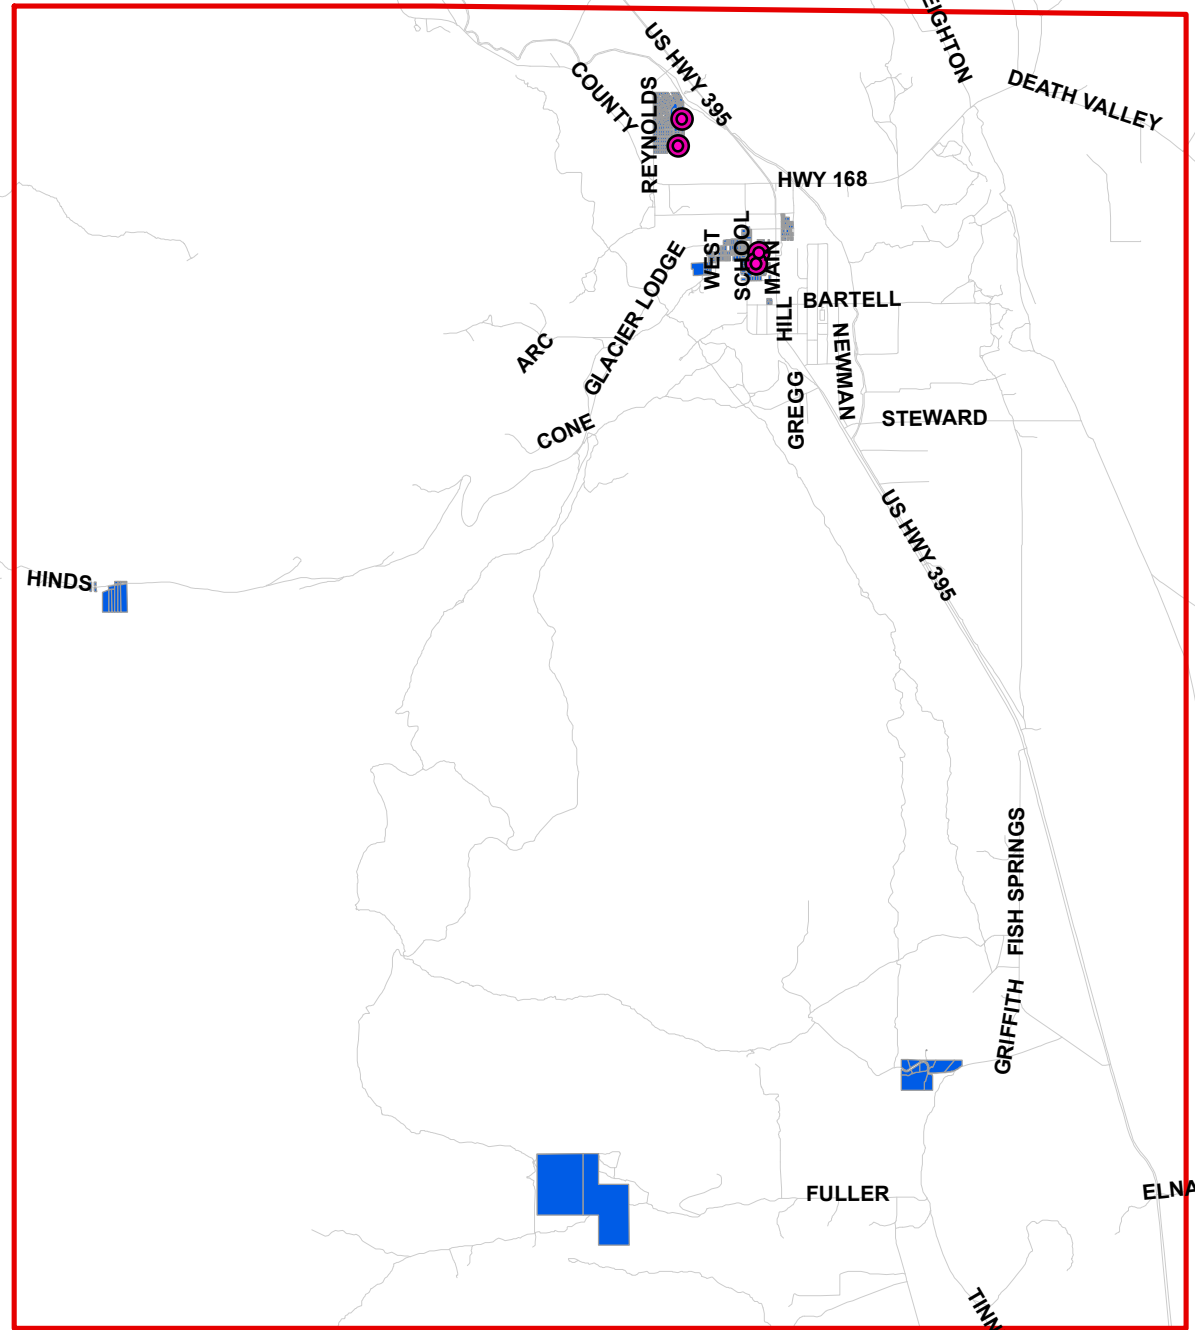 EIGHTON
US HWY 395
DEATH VALLEY
COUNTY
REYNOLDS
HWY 168
WEST
SCHOOL
MAIN
GLACIER LODGE
BARTELL
HILL
NEWMAN
ARC
GREGG
CONE
STEWARD
US HWY 395
HINDS
FISH SPRINGS
GRIFFITH
FULLER
ELNA
TINN